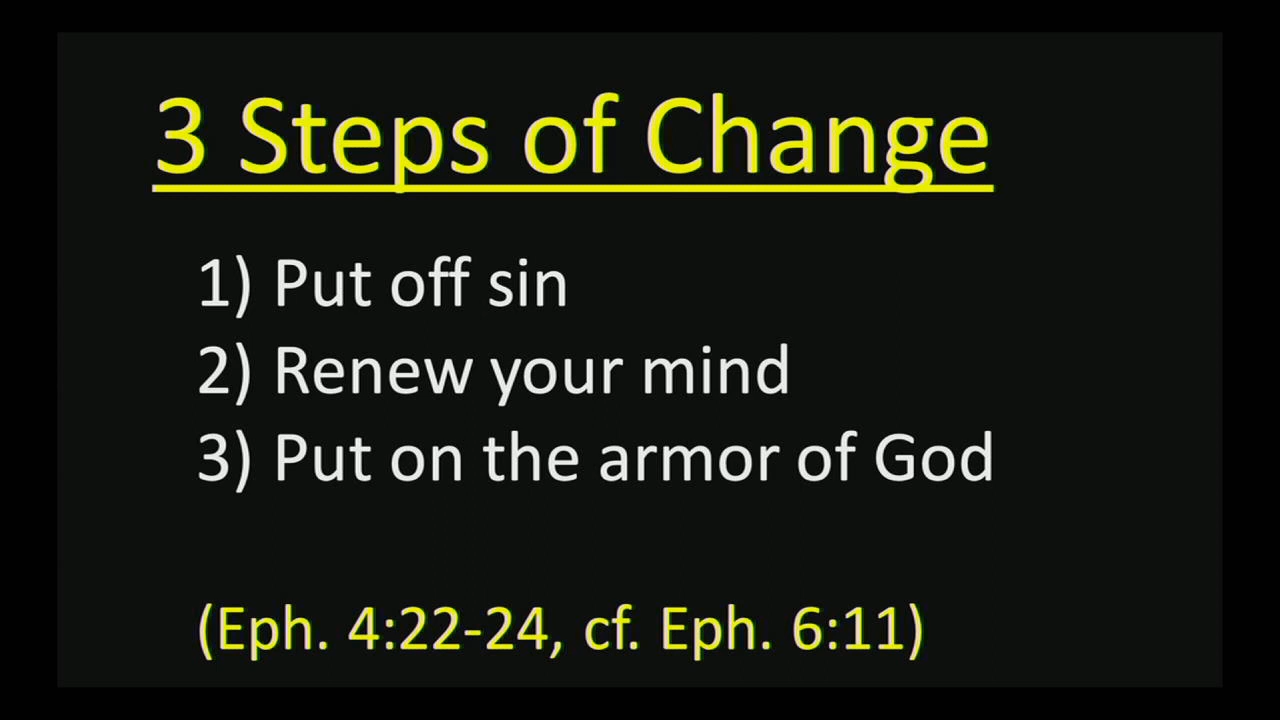 3 Steps of Change
1) Put off sin
2) Renew your mind
3) Put on the armor of God
(Eph. 4:22-24, cf. Eph. 6:11)